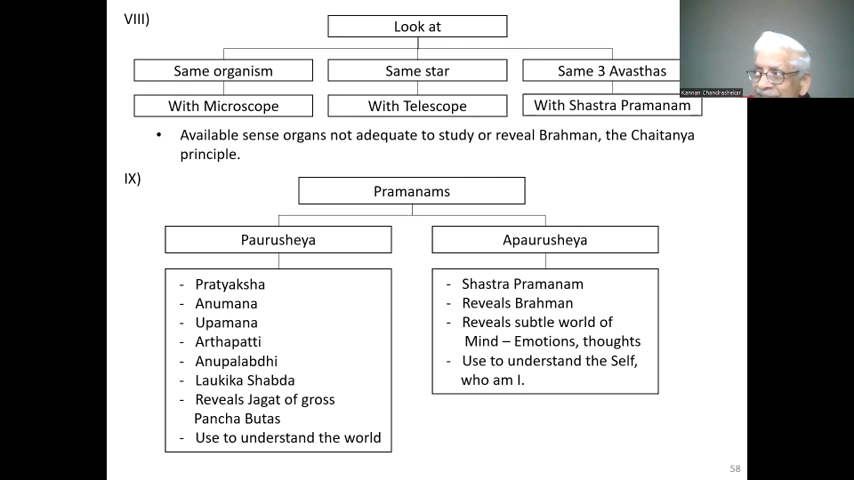 VIII)
Look at
Same organism
Same star
Same 3 Avasthas
With Microscope
With Telescope
With Shastra Pramanam
Kannan Chandrashekar
• Available sense organs not adequate to study or reveal Brahman, the Chaitanya
principle.
IX)
Pramanams
Paurusheya
Apaurusheya
- Pratyaksha
- Anumana
- Upamana
- Arthapatti
- Anupalabdhi
- Laukika Shabda
- Reveals Jagat of gross
Pancha Butas
- Use to understand the world
- Shastra Pramanam
- Reveals Brahman
- Reveals subtle world of
Mind – Emotions, thoughts
- Use to understand the Self,
who am I.
58